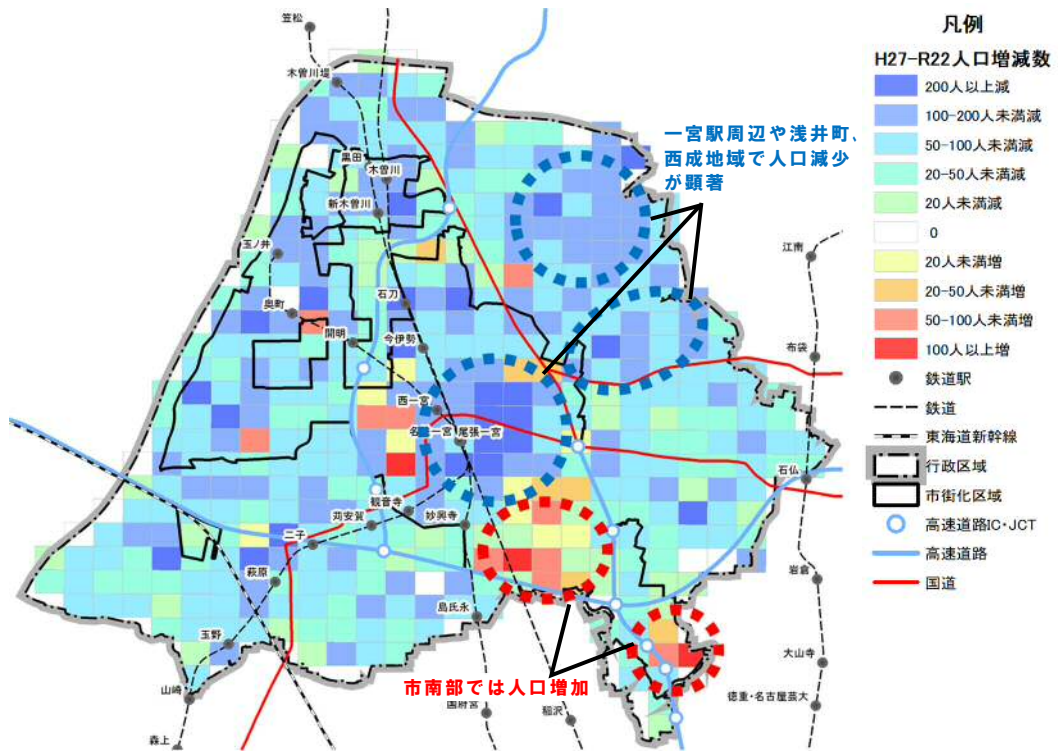 笠松
木曽川堤
黒田
木曽川
新木曽川
玉ノ井
奥町
石刀
開明
今伊勢
西一宮
名鉄一宮
尾張一宮
観音寺
苅安賀
妙興寺
二子
萩原
島氏永
玉野
山崎
森上
国府宮
稲沢
江南
布袋
石仏
岩倉
大山寺
徳重・名古屋芸大
一宮駅周辺や浅井町、
西成地域で人口減少
が顕著
市南部では人口増加
凡例
H27-R22人口増減数
200人以上減
100-200人未満減
50-100人未満減
20-50人未満減
20人未満減
0
20人未満増
20-50人未満増
50-100人未満増
100人以上増
鉄道駅
鉄道
東海道新幹線
行政区域
市街化区域
高速道路IC・JCT
高速道路
国道